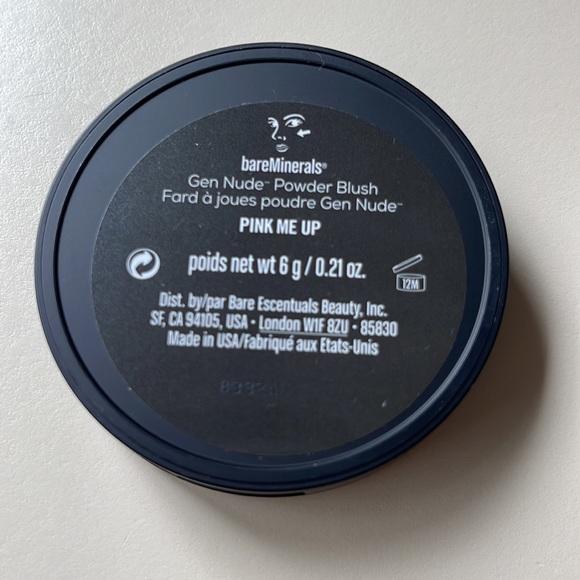 bareMinerals®
Gen Nude™ Powder Blush
Fard à joues poudre Gen Nude™
PINK ME UP
poids net wt 6 g / 0.21 oz.
12M
Dist. by/par Bare Escentuals Beauty, Inc.
SF, CA 94105, USA • London W1F 8ZU • 85830
Made in USA/Fabriqué aux Etats-Unis